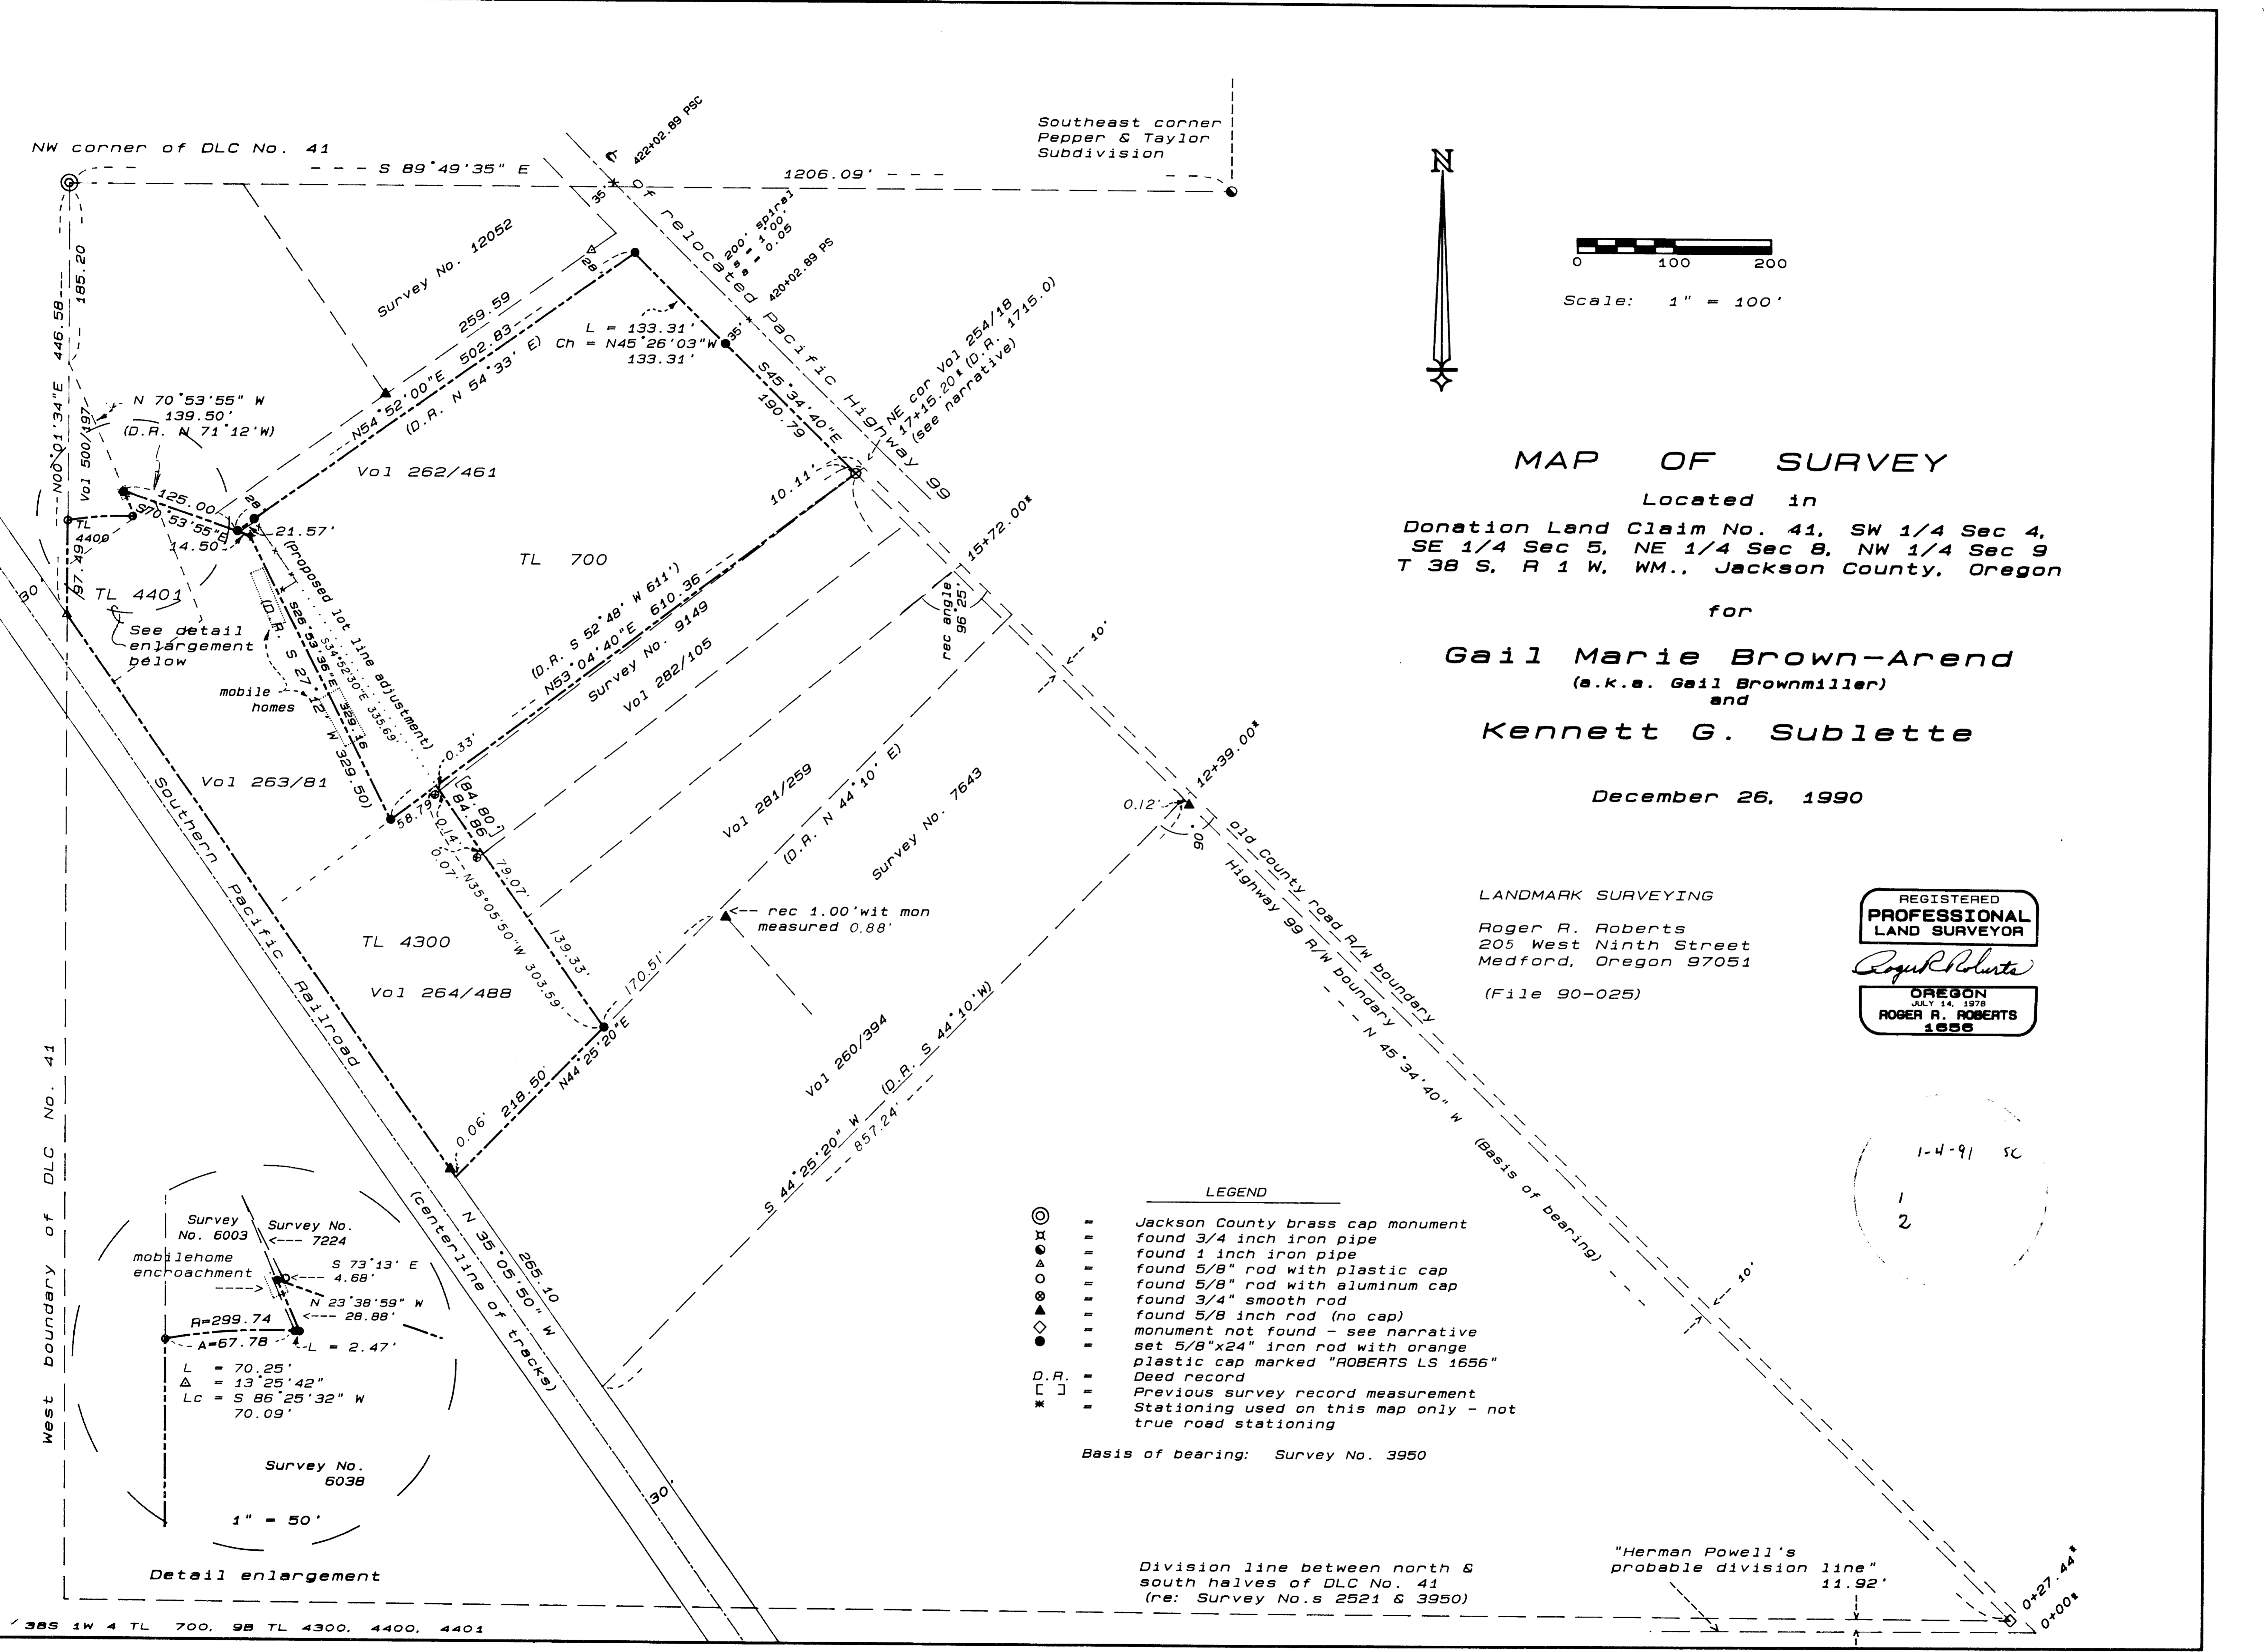 NW corner of DLC No. 41
S 89°49'35" E
1206.09'
Southeast corner
Pepper & Taylor
Subdivision
422+02.89 PSC
35'
℄ of relocated Pacific Highway 99
200' spiral
s = 1.00'
a = 0.05
420+02.89 PS
35'
Survey No. 12052
28'
N00°01'34"E 446.58
185.20
Vol 500/197
259.59
502.83
N54°52'00"E
(D.R. N 54°33' E)
L = 133.31'
Ch = N45°26'03"W
133.31'
S45°34'40"E
190.79
NE cor Vol 254/18
17+15.20* (D.R. 1715.0)
(see narrative)
N 70°53'55" W
139.50'
(D.R. N 71°12'W)
125.00
S70°53'55"E
14.50
28'
21.57'
TL
4400
97.49
30'
TL 4401
See detail
enlargement
below
Vol 262/461
TL 700
10.11'
15+72.00*
rec angle
96°25'
(Proposed lot line adjustment)
S34°52'30"E 335.69'
S26°53'36"E 329.16
(D.R. S 27°12' W 329.50)
mobile
homes
(D.R. S 52°48' W 611')
N53°04'40"E 610.36
Survey No. 9149
Vol 282/105
10'
Vol 263/81
0.33'
58.79
[84.80']
84.86
0.14'
0.07'
79.07'
N35°05'50"W 303.59
139.33'
Vol 281/259
(D.R. N 44°10' E)
Survey No. 7643
12+39.00*
0.12'
90°
old County road R/W boundary
Highway 99 R/W boundary
N 45°34'40" W (Basis of bearing)
10'
TL 4300
Vol 264/488
170.51'
rec 1.00'wit mon
measured 0.88'
Vol 260/394
S 44°25'20" W (D.R. S 44°10'W)
857.24'
218.50'
N44°25'20"E
0.06'
Southern Pacific Railroad
(centerline of tracks)
N 35°05'50" W
265.10
30'
West boundary of DLC No. 41
N
0 100 200
Scale: 1" = 100'
MAP OF SURVEY
Located in
Donation Land Claim No. 41, SW 1/4 Sec 4,
SE 1/4 Sec 5, NE 1/4 Sec 8, NW 1/4 Sec 9
T 38 S, R 1 W, WM., Jackson County, Oregon
for
Gail Marie Brown-Arend
(a.k.a. Gail Brownmiller)
and
Kennett G. Sublette
December 26, 1990
LANDMARK SURVEYING
Roger R. Roberts
205 West Ninth Street
Medford, Oregon 97051
(File 90-025)
REGISTERED
PROFESSIONAL
LAND SURVEYOR
Roger R Roberts
OREGON
JULY 14, 1978
ROGER R. ROBERTS
1656
1-4-91 SC
1
2
LEGEND
◎ = Jackson County brass cap monument
¤ = found 3/4 inch iron pipe
◐ = found 1 inch iron pipe
△ = found 5/8" rod with plastic cap
○ = found 5/8" rod with aluminum cap
⊗ = found 3/4" smooth rod
▲ = found 5/8 inch rod (no cap)
◇ = monument not found - see narrative
● = set 5/8"x24" iron rod with orange
plastic cap marked "ROBERTS LS 1656"
D.R. = Deed record
[ ] = Previous survey record measurement
* = Stationing used on this map only - not
true road stationing
Basis of bearing: Survey No. 3950
Survey
No. 6003
Survey No.
7224
mobilehome
encroachment
S 73°13' E
4.68'
N 23°38'59" W
28.88'
R=299.74
A=67.78
L = 2.47'
L = 70.25'
△ = 13°25'42"
Lc = S 86°25'32" W
70.09'
Survey No.
6038
1" = 50'
Detail enlargement
Division line between north &
south halves of DLC No. 41
(re: Survey No.s 2521 & 3950)
"Herman Powell's
probable division line"
11.92'
0+27.44*
0+00*
✓ 38S 1W 4 TL 700, 9B TL 4300, 4400, 4401